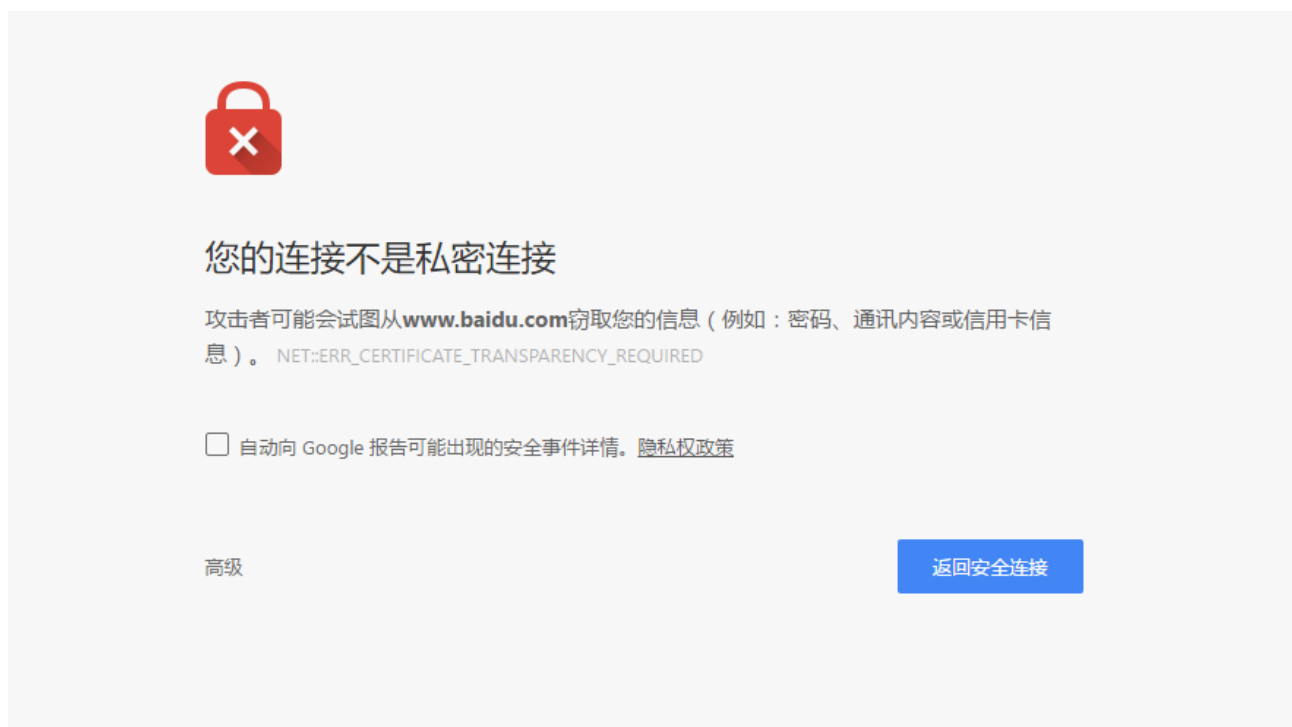 您的连接不是私密连接
攻击者可能会试图从www.baidu.com窃取您的信息（例如：密码、通讯内容或信用卡信
息）。 NET::ERR_CERTIFICATE_TRANSPARENCY_REQUIRED
自动向 Google 报告可能出现的安全事件详情。隐私权政策
高级
返回安全连接